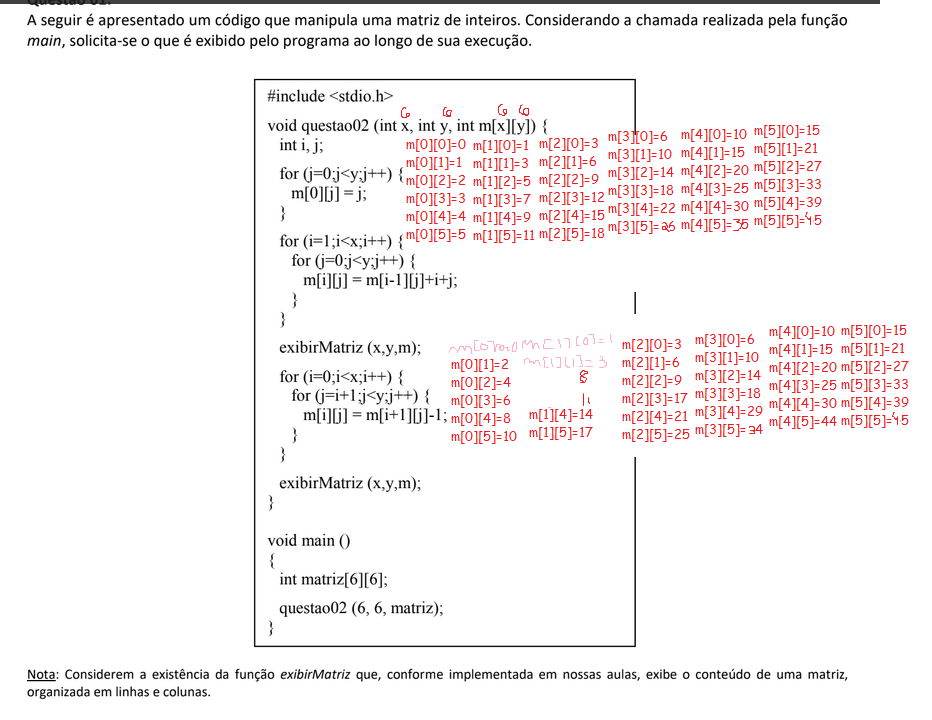 A seguir é apresentado um código que manipula uma matriz de inteiros. Considerando a chamada realizada pela função
main, solicita-se o que é exibido pelo programa ao longo de sua execução.
#include <stdio.h>
6 6 6 6
void questao02 (int x, int y, int m[x][y]) {
int i, j;
for (j=0;j<y;j++) {
m[0][j] = j;
}
for (i=1;i<x;i++) {
for (j=0;j<y;j++) {
m[i][j] = m[i-1][j]+i+j;
}
}
m[0][0]=0 m[1][0]=1 m[2][0]=3 m[3][0]=6 m[4][0]=10 m[5][0]=15
m[0][1]=1 m[1][1]=3 m[2][1]=6 m[3][1]=10 m[4][1]=15 m[5][1]=21
m[0][2]=2 m[1][2]=5 m[2][2]=9 m[3][2]=14 m[4][2]=20 m[5][2]=27
m[0][3]=3 m[1][3]=7 m[2][3]=12 m[3][3]=18 m[4][3]=25 m[5][3]=33
m[0][4]=4 m[1][4]=9 m[2][4]=15 m[3][4]=22 m[4][4]=30 m[5][4]=39
m[0][5]=5 m[1][5]=11 m[2][5]=18 m[3][5]=26 m[4][5]=35 m[5][5]=45
exibirMatriz (x,y,m);
for (i=0;i<x;i++) {
for (j=i+1;j<y;j++) {
m[i][j] = m[i+1][j]-1;
}
}
m[1][0]=1 m[2][0]=3 m[3][0]=6 m[4][0]=10 m[5][0]=15
m[0][1]=2 m[1][1]=3 m[2][1]=6 m[3][1]=10 m[4][1]=15 m[5][1]=21
m[0][2]=4 8 m[2][2]=9 m[3][2]=14 m[4][2]=20 m[5][2]=27
m[0][3]=6 11 m[2][3]=17 m[3][3]=18 m[4][3]=25 m[5][3]=33
m[0][4]=8 m[1][4]=14 m[2][4]=21 m[3][4]=29 m[4][4]=30 m[5][4]=39
m[0][5]=10 m[1][5]=17 m[2][5]=25 m[3][5]=34 m[4][5]=44 m[5][5]=45
exibirMatriz (x,y,m);
}
void main ()
{
int matriz[6][6];
questao02 (6, 6, matriz);
}
Nota: Considerem a existência da função exibirMatriz que, conforme implementada em nossas aulas, exibe o conteúdo de uma matriz,
organizada em linhas e colunas.